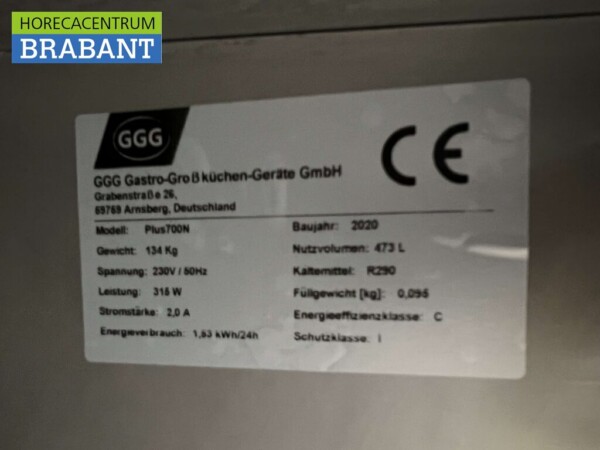 HORECACENTRUM
BRABANT
GGG
CE
GGG Gastro-Großküchen-Geräte GmbH
Grabenstraße 26,
59759 Arnsberg, Deutschland
Modell: Plus700N
Gewicht: 134 Kg
Spannung: 230V / 50Hz
Leistung: 315 W
Stromstärke: 2,0 A
Energieverbrauch: 1,63 kWh/24h
Baujahr: 2020
Nutzvolumen: 473 L
Kältemittel: R290
Füllgewicht [kg]: 0,095
Energieeffizienzklasse: C
Schutzklasse: I